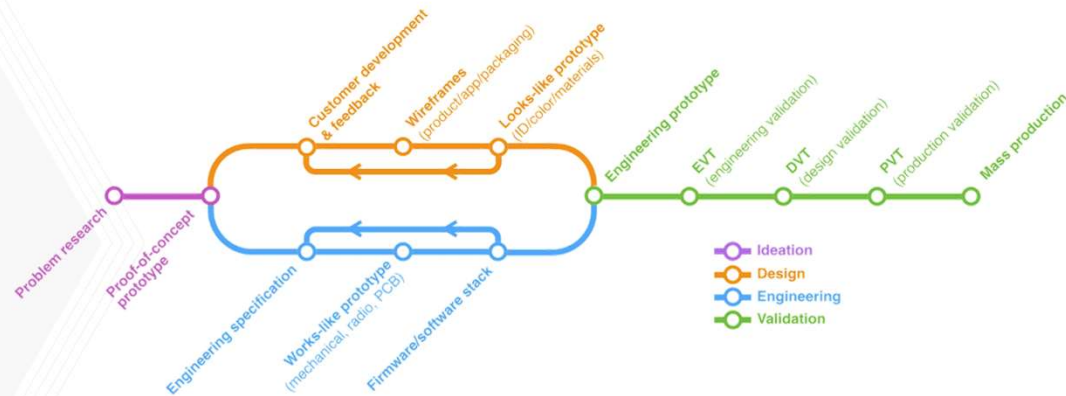 Problem research
Proof-of-concept
prototype
Customer development
& feedback
Wireframes
(product/app/packaging)
Looks-like prototype
(ID/color/materials)
Engineering specification
Works-like prototype
(mechanical, radio, PCB)
Firmware/software stack
Engineering prototype
EVT
(engineering validation)
DVT
(design validation)
PVT
(production validation)
Mass production
Ideation
Design
Engineering
Validation